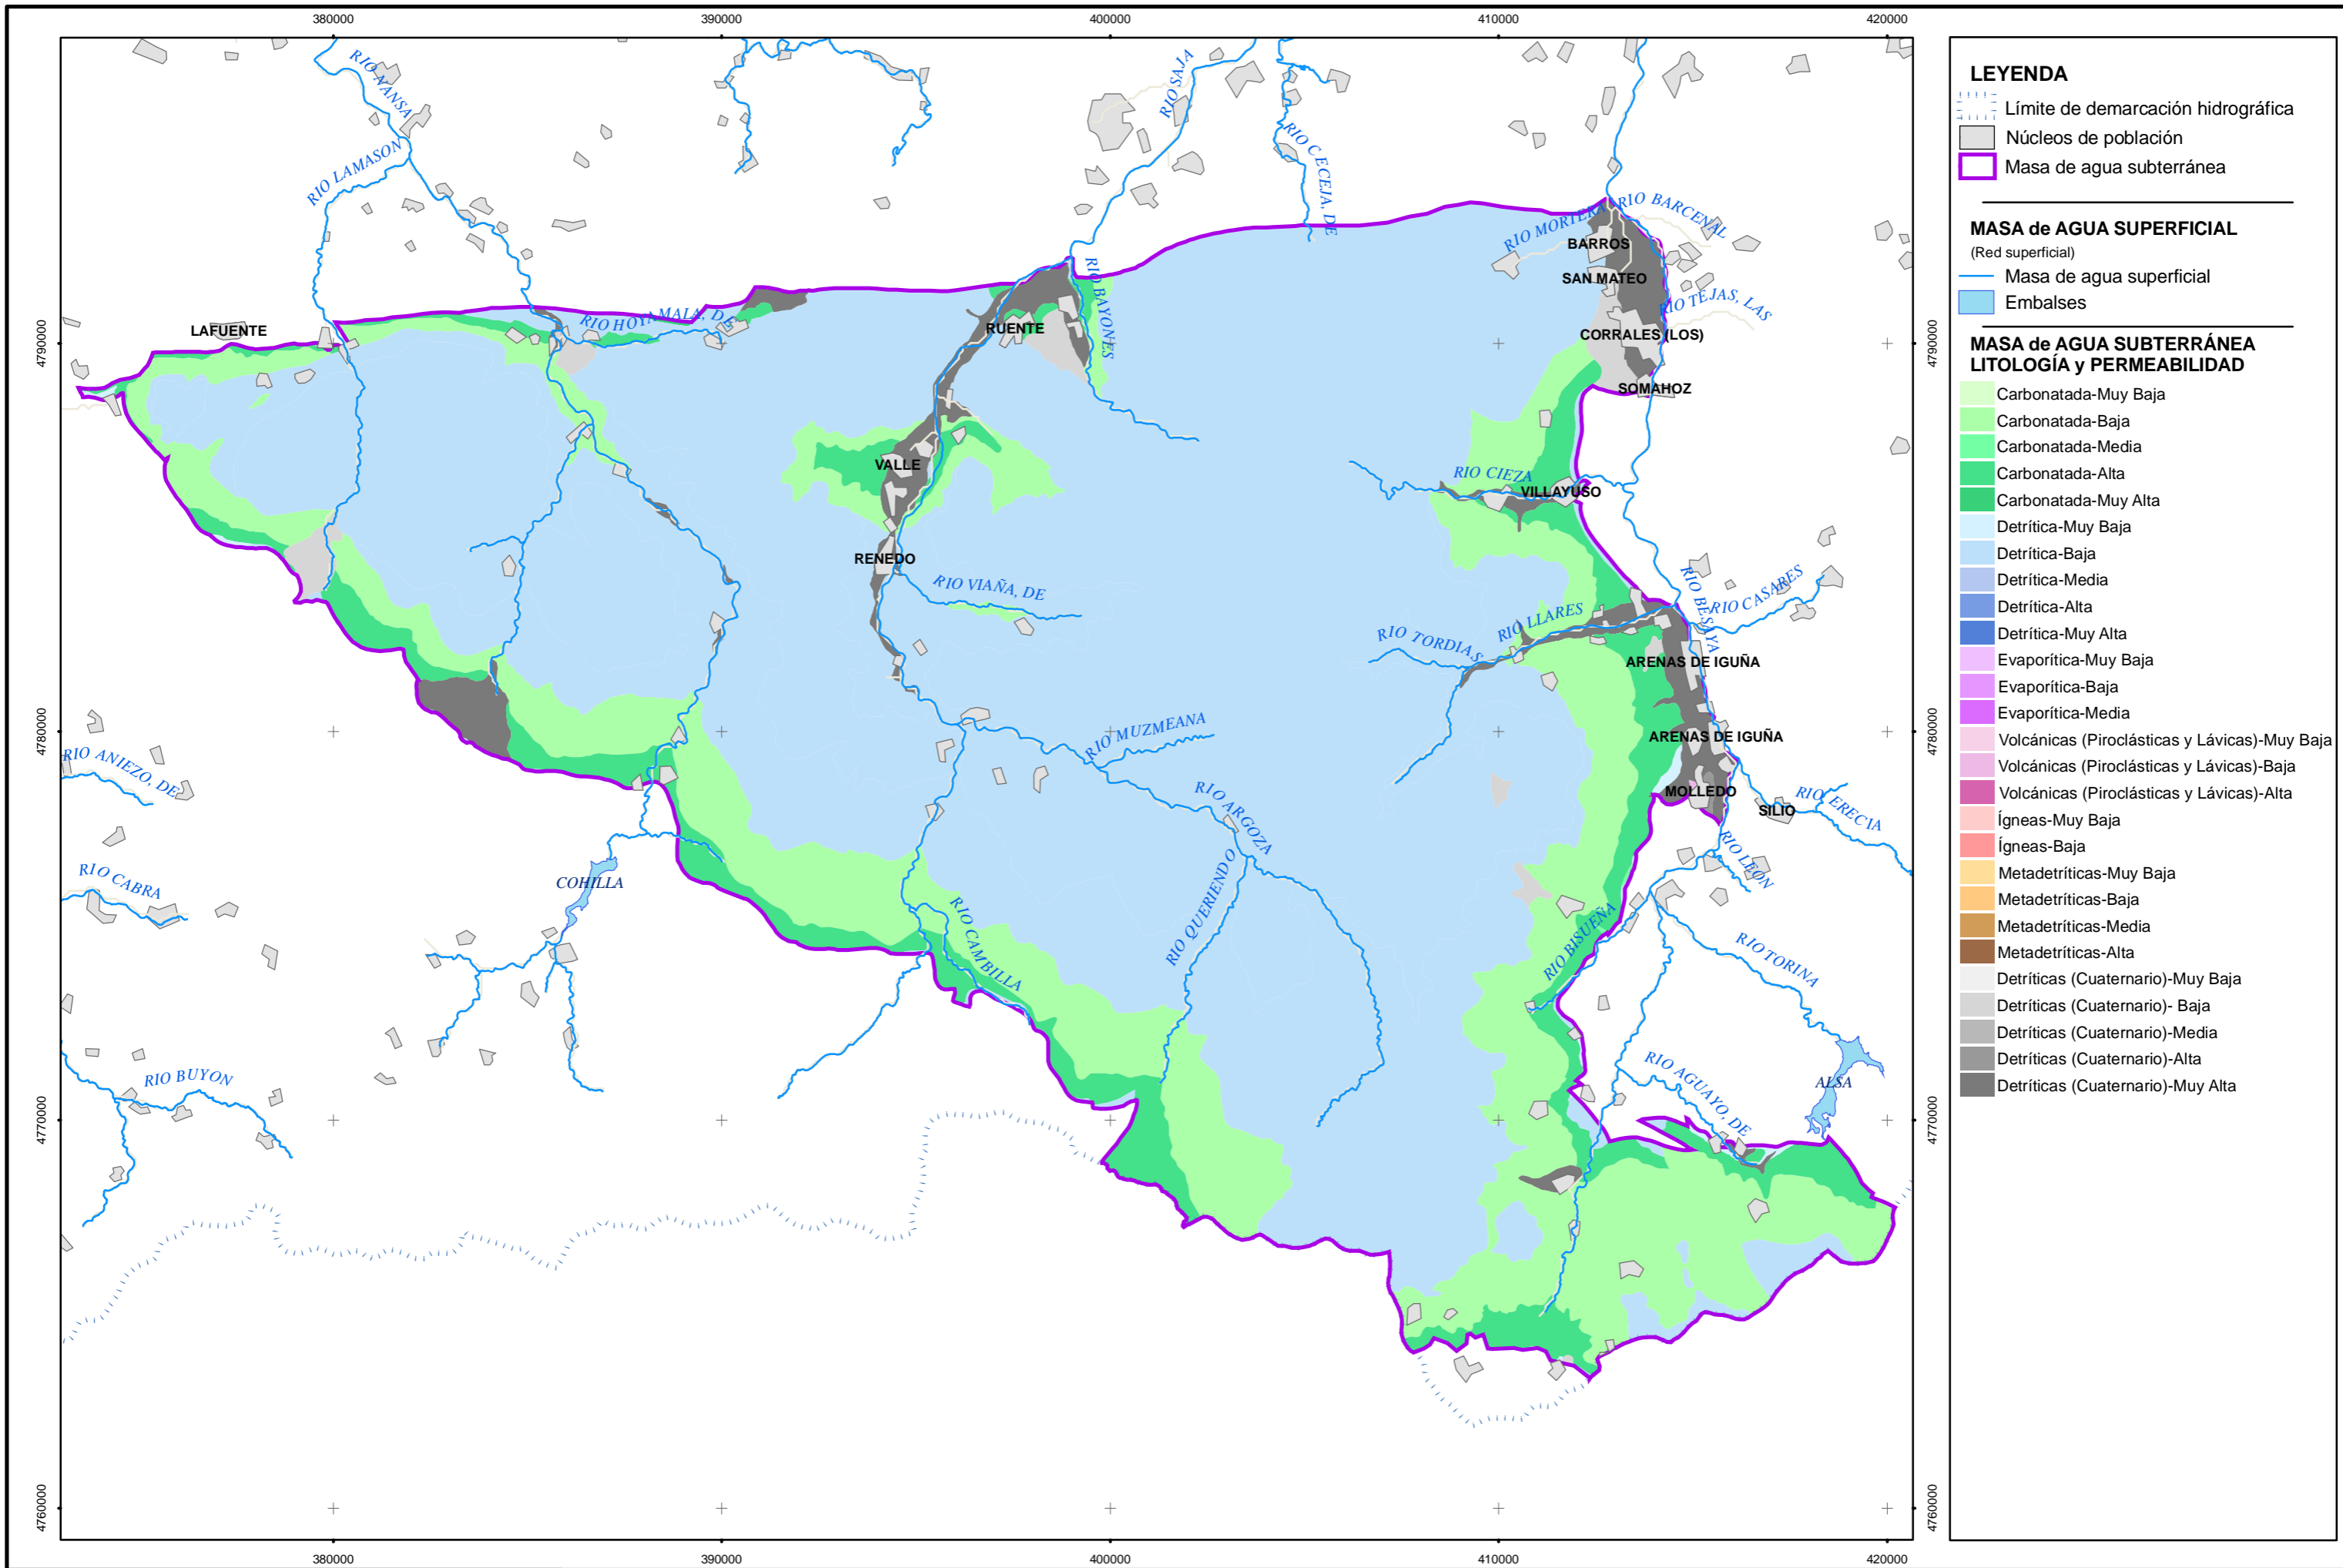 380000
390000
400000
410000
420000
RIO NANSA
RIO SAJA
RIO LAMASON
RIO CECEJA, DE
RIO MORTERA
RIO BARCENAL
BARROS
RIO BAYONES
SAN MATEO
RIO TEJAS, LAS
LAFUENTE
RIO HOYAMALA, DE
RUENTE
CORRALES (LOS)
4790000
4790000
SOMAHOZ
VALLE
RIO CIEZA
VILLAYUSO
RENEDO
RIO VIAÑA, DE
RIO BESAYA
RIO CASARES
RIO LLARES
RIO TORDIAS
ARENAS DE IGUÑA
4780000
4780000
RIO MUZMEANA
ARENAS DE IGUÑA
RIO ANIEZO, DE
RIO ARGOZA
MOLLEDO
SILIO
RIO ERECIA
RIO LEON
RIO CABRA
COHILLA
RIO QUERIENDO
RIO CAMBILLA
RIO BISUEÑA
RIO TORINA
RIO BUYON
RIO AGUAYO, DE
ALSA
4770000
4770000
4760000
4760000
380000
390000
400000
410000
420000
LEYENDA
Límite de demarcación hidrográfica
Núcleos de población
Masa de agua subterránea
MASA de AGUA SUPERFICIAL
(Red superficial)
Masa de agua superficial
Embalses
MASA de AGUA SUBTERRÁNEA
LITOLOGÍA y PERMEABILIDAD
Carbonatada-Muy Baja
Carbonatada-Baja
Carbonatada-Media
Carbonatada-Alta
Carbonatada-Muy Alta
Detrítica-Muy Baja
Detrítica-Baja
Detrítica-Media
Detrítica-Alta
Detrítica-Muy Alta
Evaporítica-Muy Baja
Evaporítica-Baja
Evaporítica-Media
Volcánicas (Piroclásticas y Lávicas)-Muy Baja
Volcánicas (Piroclásticas y Lávicas)-Baja
Volcánicas (Piroclásticas y Lávicas)-Alta
Ígneas-Muy Baja
Ígneas-Baja
Metadetríticas-Muy Baja
Metadetríticas-Baja
Metadetríticas-Media
Metadetríticas-Alta
Detríticas (Cuaternario)-Muy Baja
Detríticas (Cuaternario)- Baja
Detríticas (Cuaternario)-Media
Detríticas (Cuaternario)-Alta
Detríticas (Cuaternario)-Muy Alta